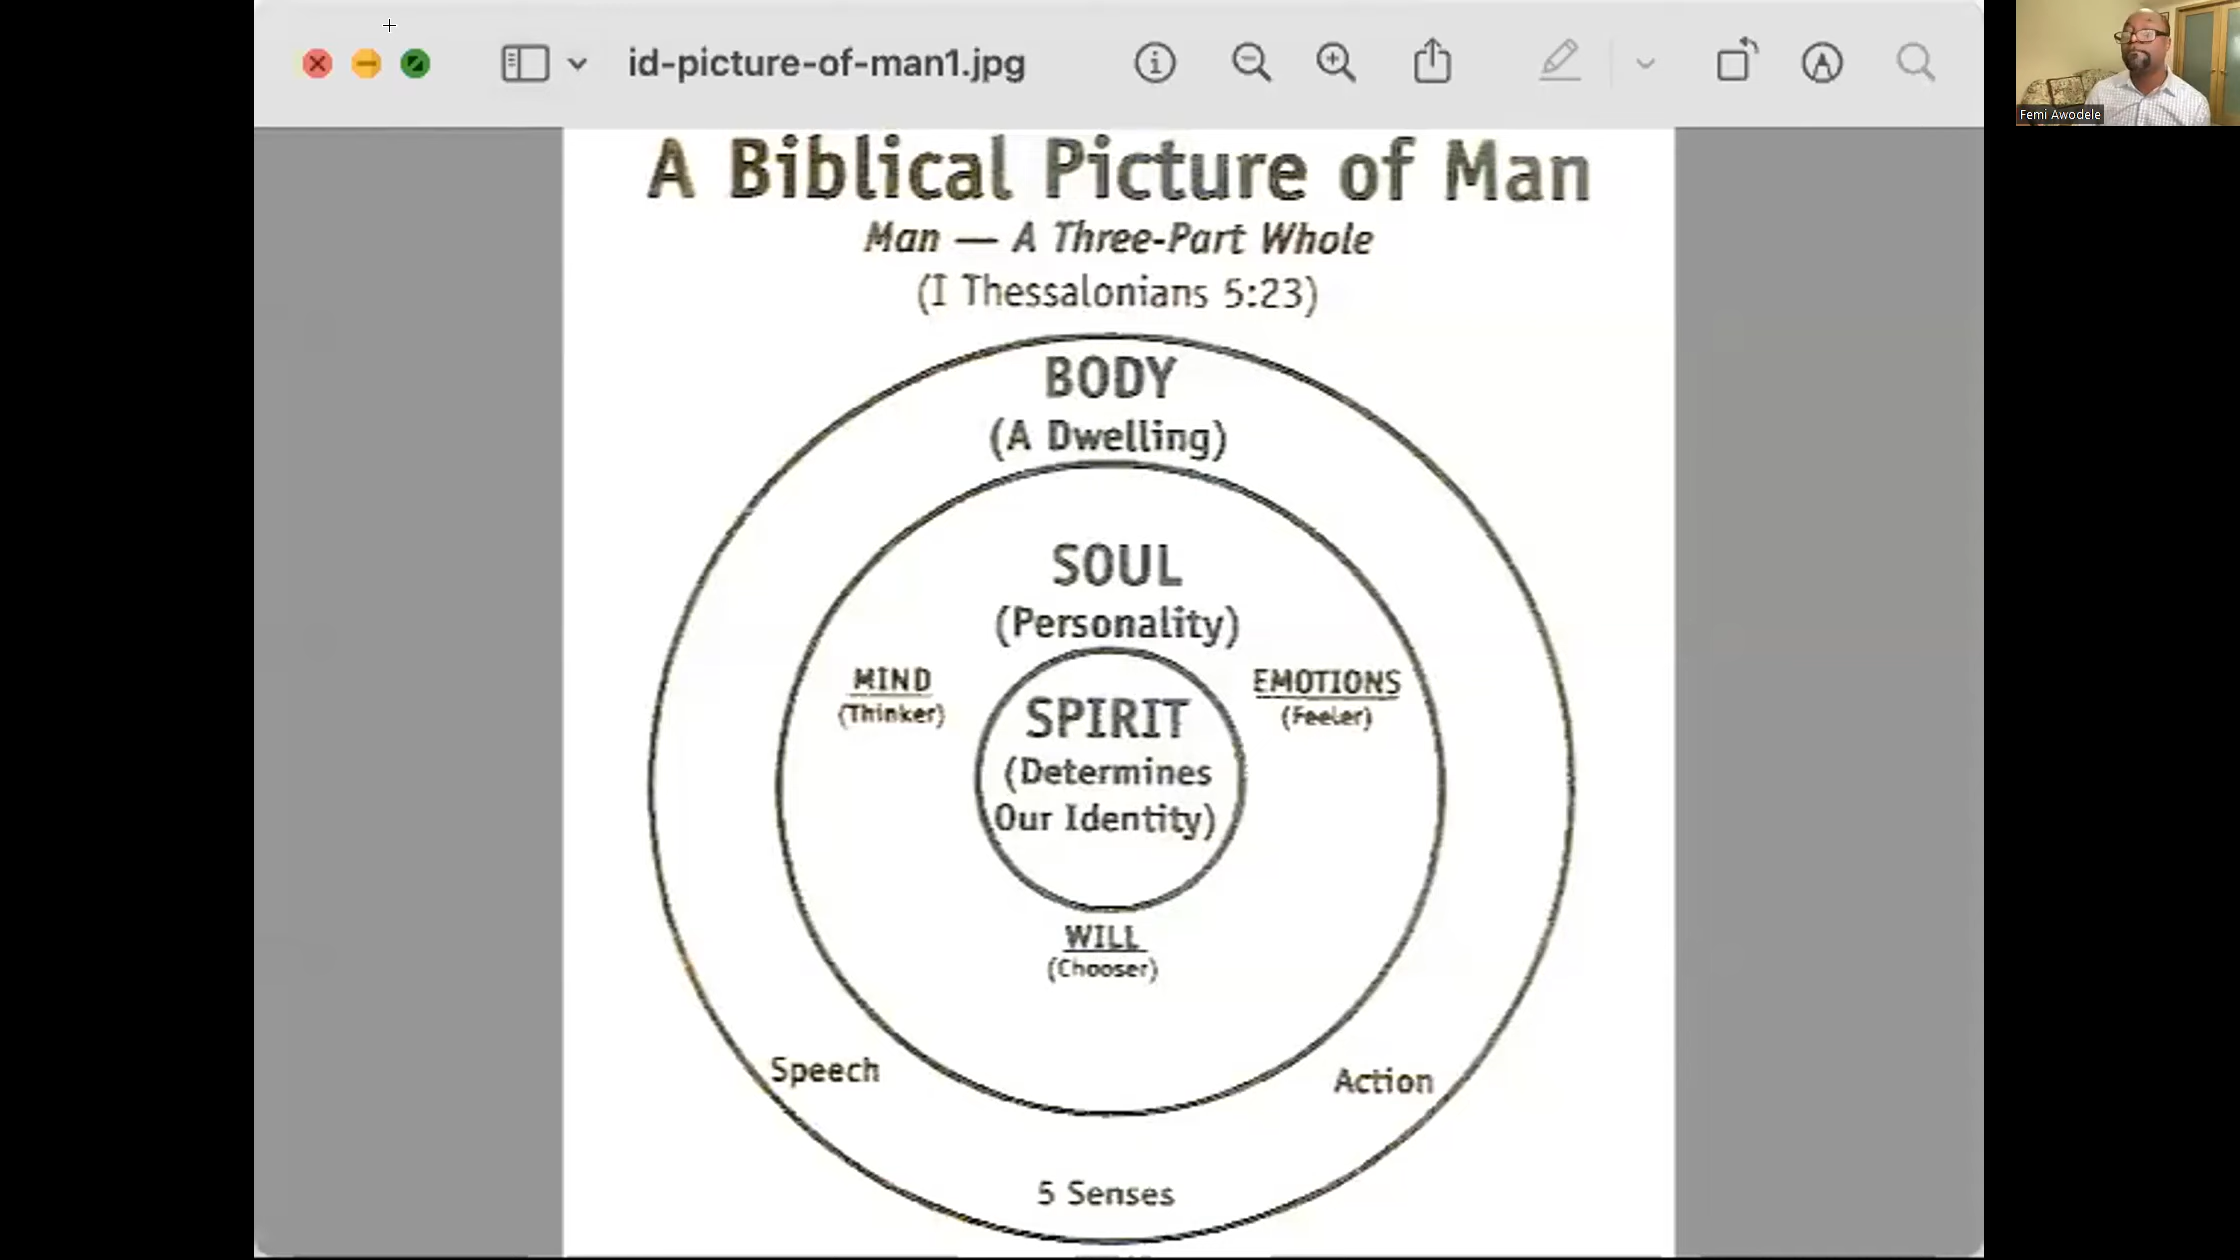 id-picture-of-man1.jpg
Femi Awodele
A Biblical Picture of Man
Man — A Three-Part Whole
(I Thessalonians 5:23)
BODY
(A Dwelling)
SOUL
(Personality)
MIND
(Thinker)
EMOTIONS
(Feeler)
SPIRIT
(Determines
Our Identity)
WILL
(Chooser)
Speech
Action
5 Senses